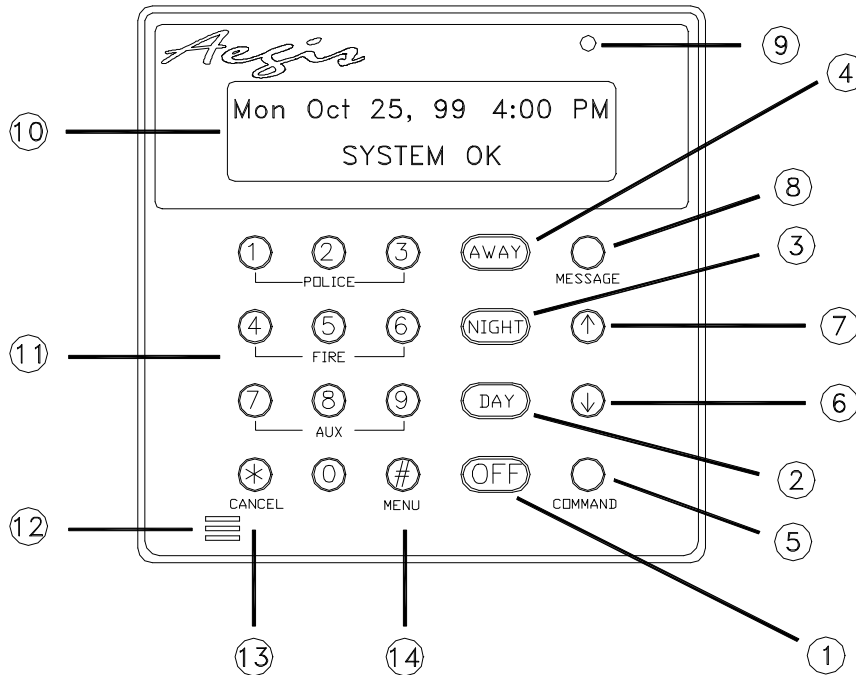 Aegis
9
4
Mon Oct 25, 99 4:00 PM
10
SYSTEM OK
8
1 2 3 AWAY
POLICE MESSAGE
3
4 5 6 NIGHT ↑
7
11
FIRE
7 8 9 DAY ↓
6
AUX
2
* 0 # OFF
CANCEL MENU COMMAND
12
5
13
14
1